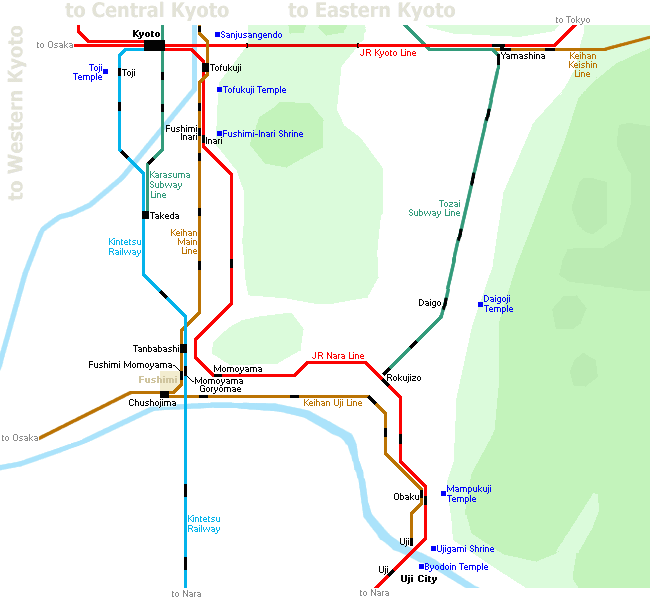 to Central Kyoto
to Eastern Kyoto
to Western Kyoto
to Tokyo
Kyoto
Sanjusangendo
to Osaka
JR Kyoto Line
Yamashina
Keihan
Keishin
Line
Toji
Temple
Toji
Tofukuji
Tofukuji Temple
Fushimi
Inari
Inari
Fushimi-Inari Shrine
Karasuma
Subway
Line
Takeda
Tozai
Subway Line
Kintetsu
Railway
Keihan
Main
Line
Daigo
Daigoji
Temple
Tanbabashi
JR Nara Line
Fushimi Momoyama
Momoyama
Fushimi
Momoyama
Goryomae
Rokujizo
Chushojima
Keihan Uji Line
to Osaka
Obaku
Mampukuji
Temple
Kintetsu
Railway
Uji
Ujigami Shrine
Byodoin Temple
Uji
Uji City
to Nara
to Nara